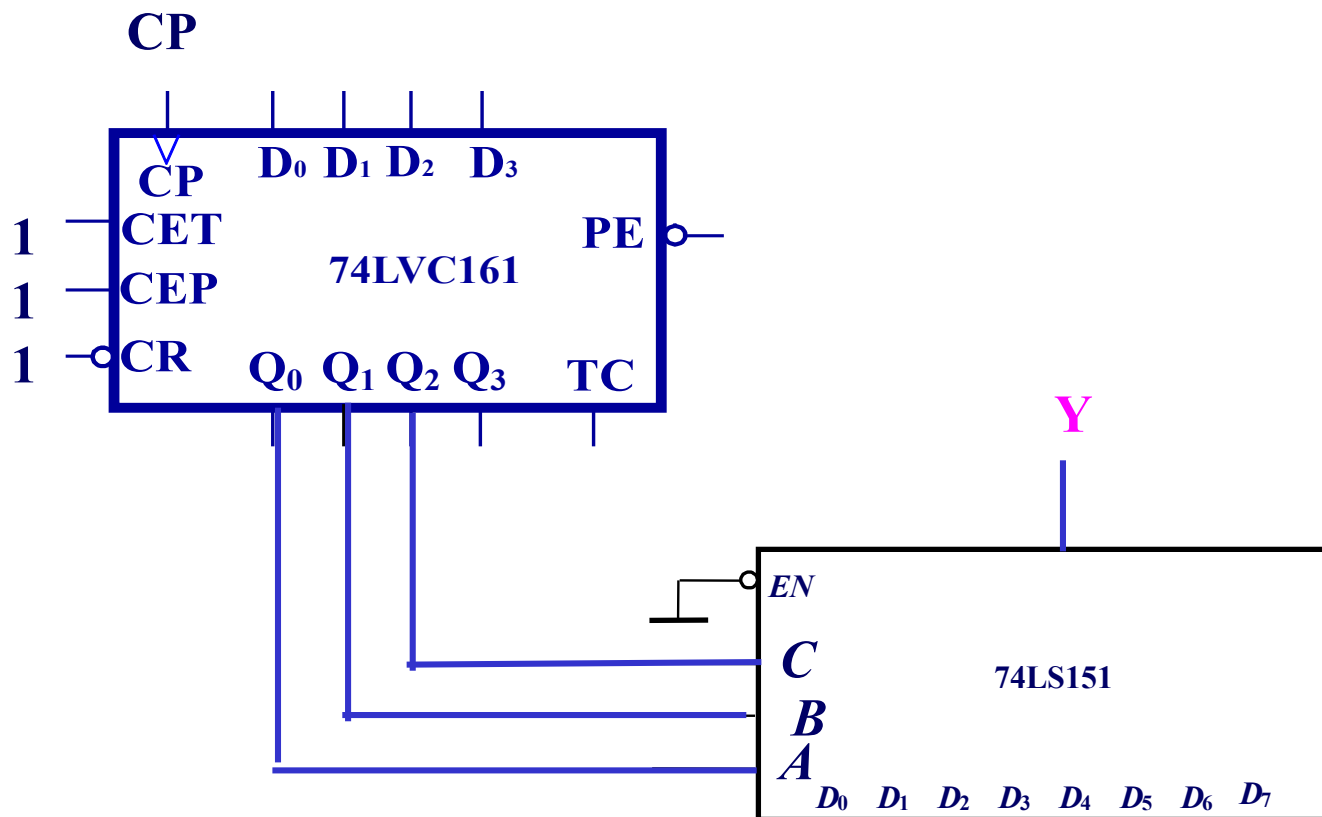 CP
D0 D1 D2 D3
CP
1 CET PE
74LVC161
1 CEP
1 CR Q0 Q1 Q2 Q3 TC
Y
EN
C 74LS151
B
A
D0 D1 D2 D3 D4 D5 D6 D7